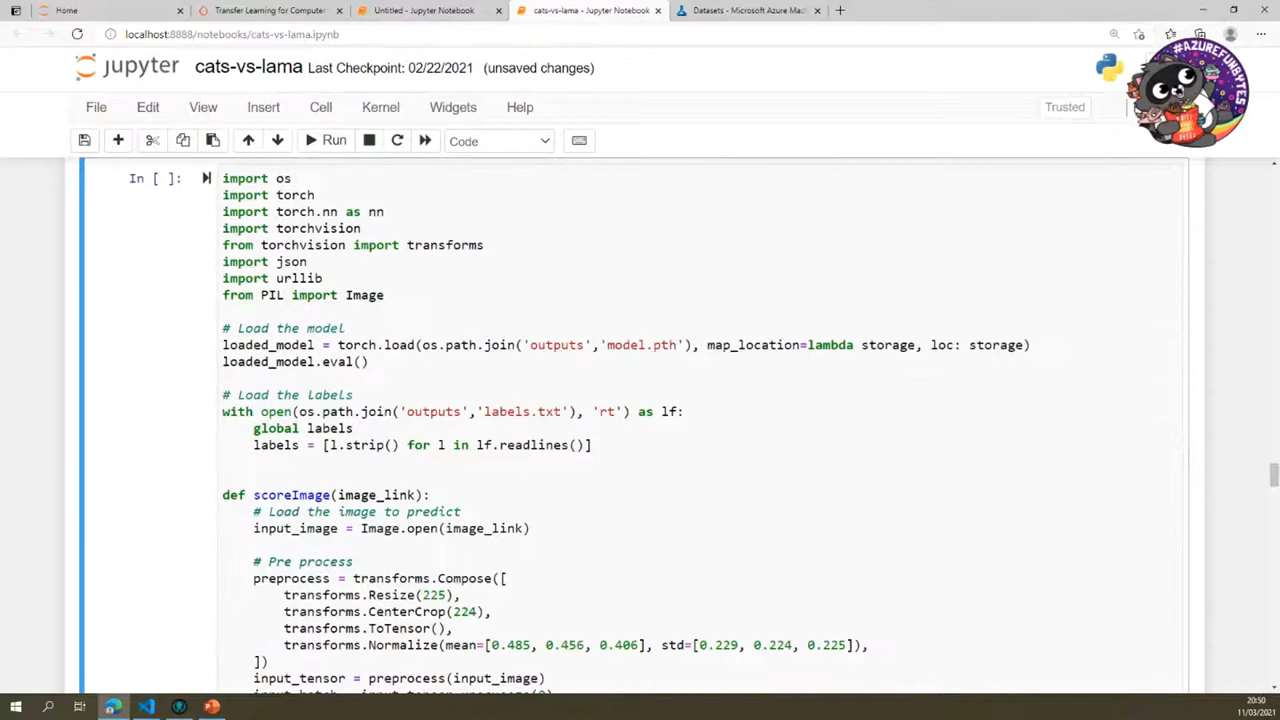 Home
Transfer Learning for Computer
Untitled - Jupyter Notebook
cats-vs-lama - Jupyter Notebook
Datasets - Microsoft Azure Mach
localhost:8888/notebooks/cats-vs-lama.ipynb
jupyter cats-vs-lama Last Checkpoint: 02/22/2021 (unsaved changes)
#AZUREFUNBYTES
File Edit View Insert Cell Kernel Widgets Help
Trusted
Run
Code
In [ ]:
import os
import torch
import torch.nn as nn
import torchvision
from torchvision import transforms
import json
import urllib
from PIL import Image
# Load the model
loaded_model = torch.load(os.path.join('outputs','model.pth'), map_location=lambda storage, loc: storage)
loaded_model.eval()
# Load the labels
with open(os.path.join('outputs','labels.txt'), 'rt') as lf:
global labels
labels = [l.strip() for l in lf.readlines()]
def scoreImage(image_link):
# Load the image to predict
input_image = Image.open(image_link)
# Pre process
preprocess = transforms.Compose([
transforms.Resize(225),
transforms.CenterCrop(224),
transforms.ToTensor(),
transforms.Normalize(mean=[0.485, 0.456, 0.406], std=[0.229, 0.224, 0.225]),
])
input_tensor = preprocess(input_image)
20:50
11/03/2021